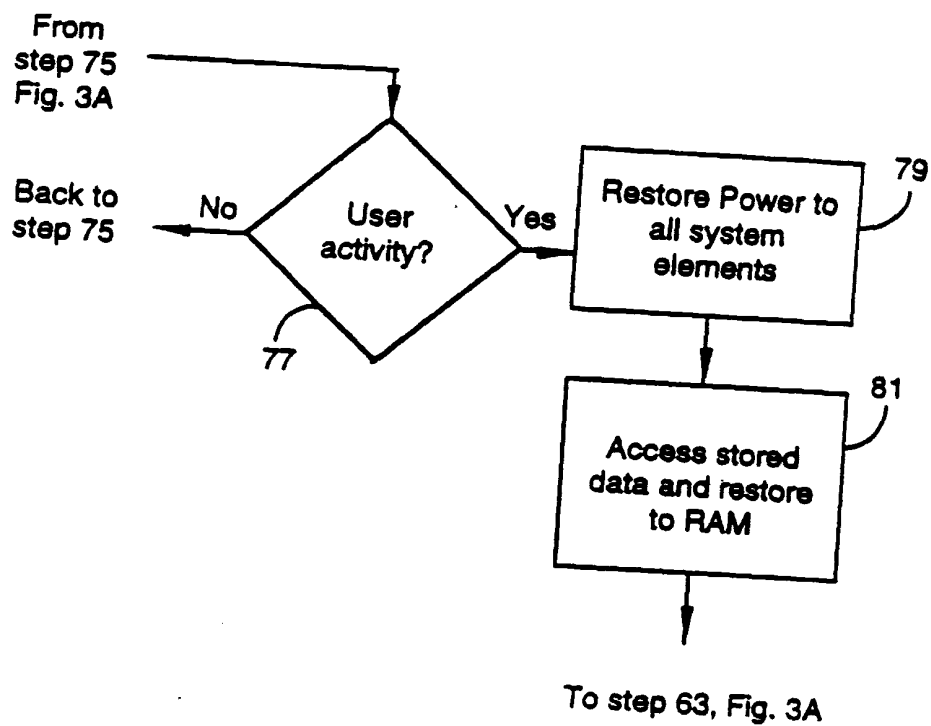 From
step 75
Fig. 3A
Back to
step 75
No
User
activity?
Yes
77
Restore Power to
all system
elements
79
Access stored
data and restore
to RAM
81
To step 63, Fig. 3A